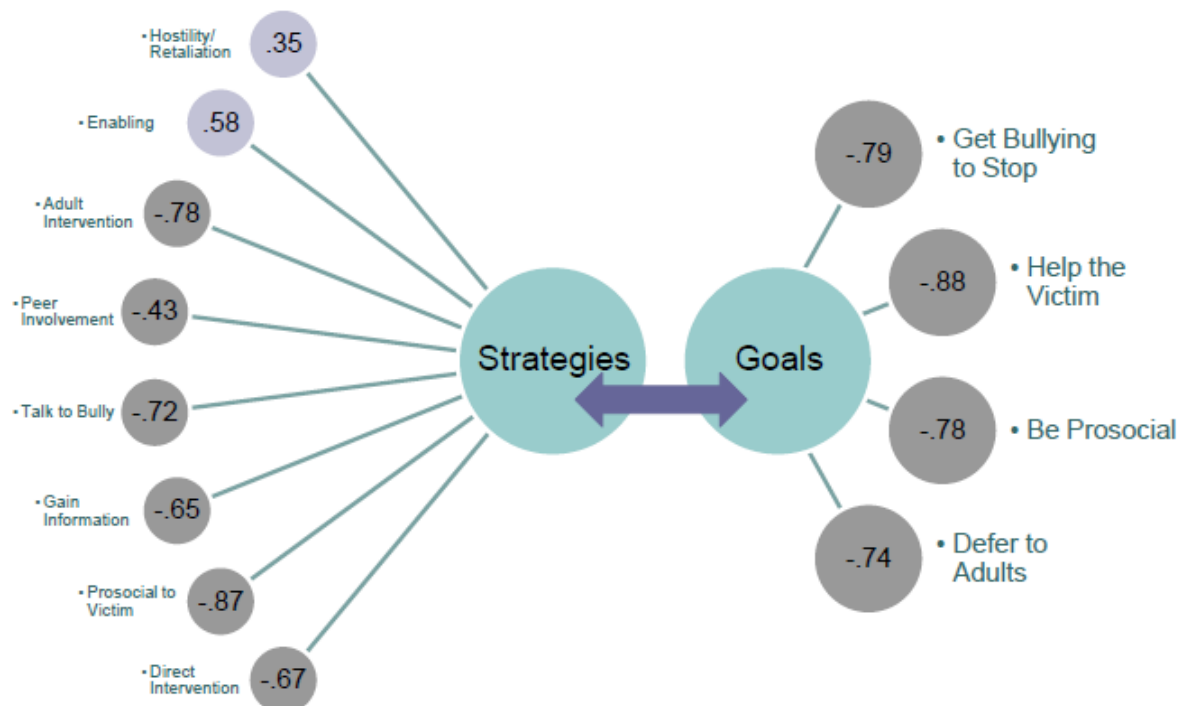 • Hostility/
Retaliation
.35
• Enabling
.58
• Adult
Intervention
-.78
• Peer
Involvement
-.43
• Talk to Bully
-.72
• Gain
Information
-.65
• Prosocial to
Victim
-.87
• Direct
Intervention
-.67
Strategies
Goals
-.79
• Get Bullying
to Stop
-.88
• Help the
Victim
-.78
• Be Prosocial
-.74
• Defer to
Adults